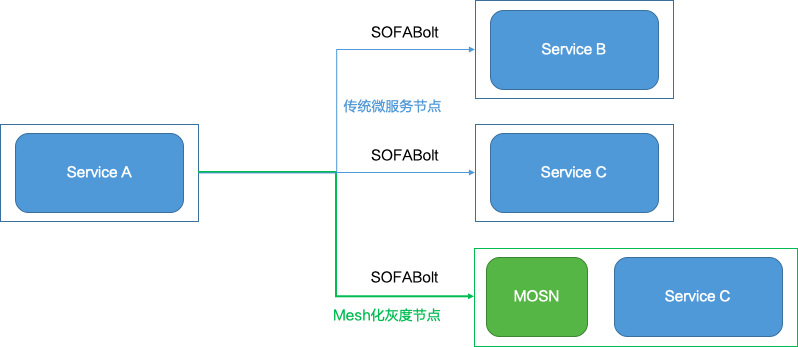 SOFABolt
Service B
传统微服务节点
SOFABolt
Service A
Service C
SOFABolt
MOSN
Service C
Mesh化灰度节点